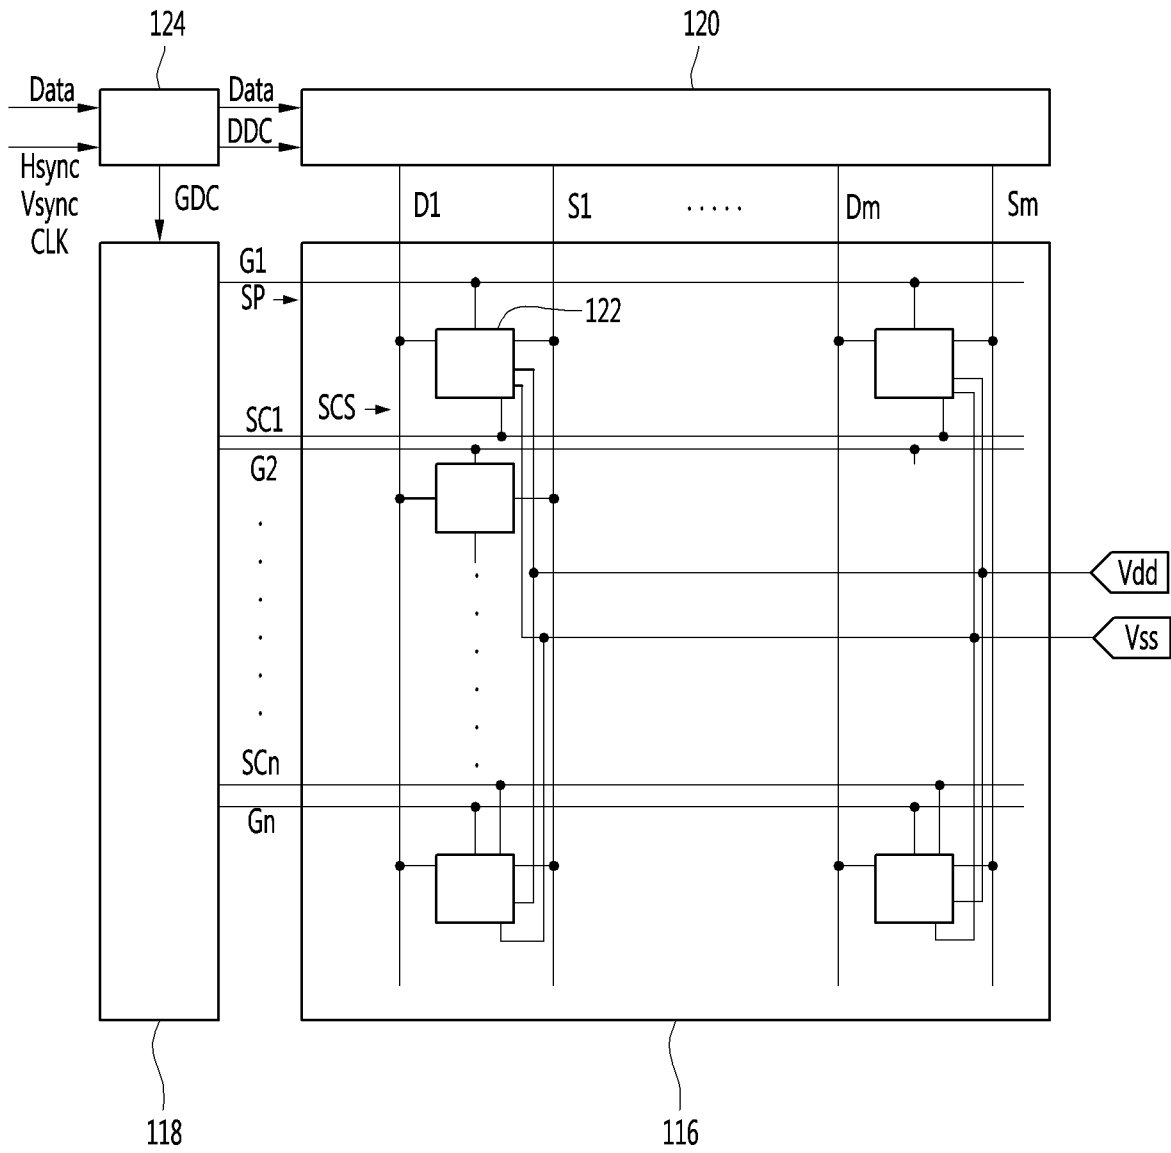 124
120
Data
Data
DDC
Hsync
Vsync
CLK
GDC
D1
S1
.....
Dm
Sm
G1
SP
122
SCS
SC1
G2
Vdd
Vss
SCn
Gn
118
116